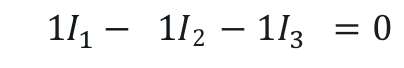 1I₁ − 1I₂ − 1I₃ = 0